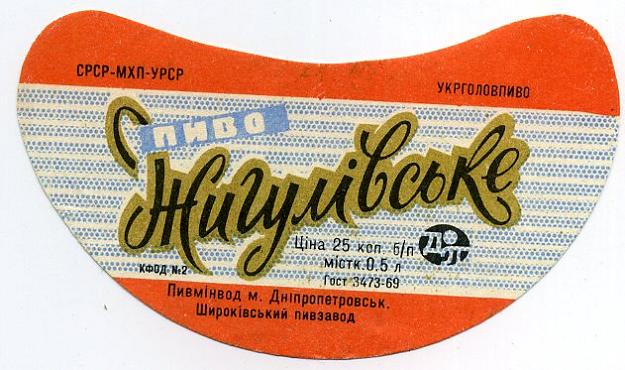 СРСР-МХП-УРСР
УКРГОЛОВПИВО
ПИВО
Жигулівське
Ціна 25 коп. б/п
містк. 0.5 л
Гост 3473-69
КФОД №2
Пивмінвод м. Дніпропетровськ.
Широківський пивзавод